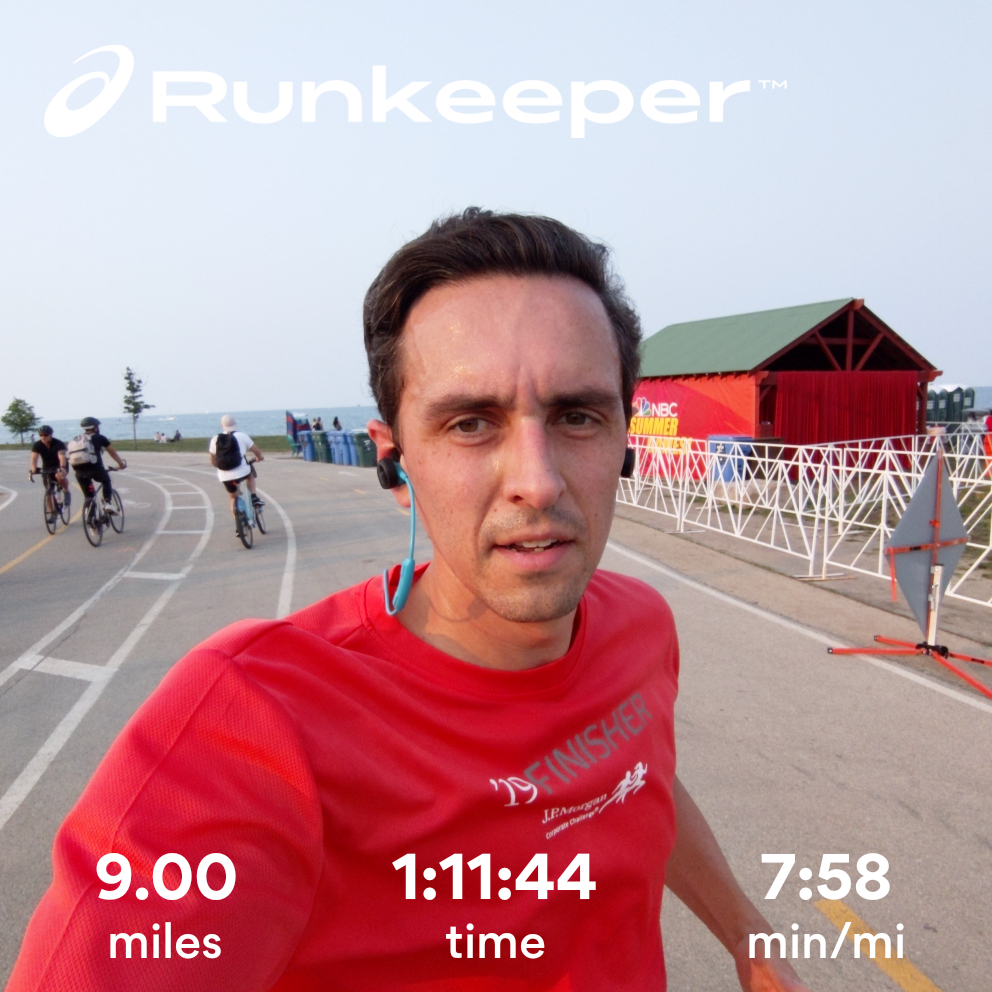 Runkeeper™
NBC
SUMMER
'19 FINISHER
J.P.Morgan
Corporate Challenge
9.00
1:11:44
7:58
miles
time
min/mi